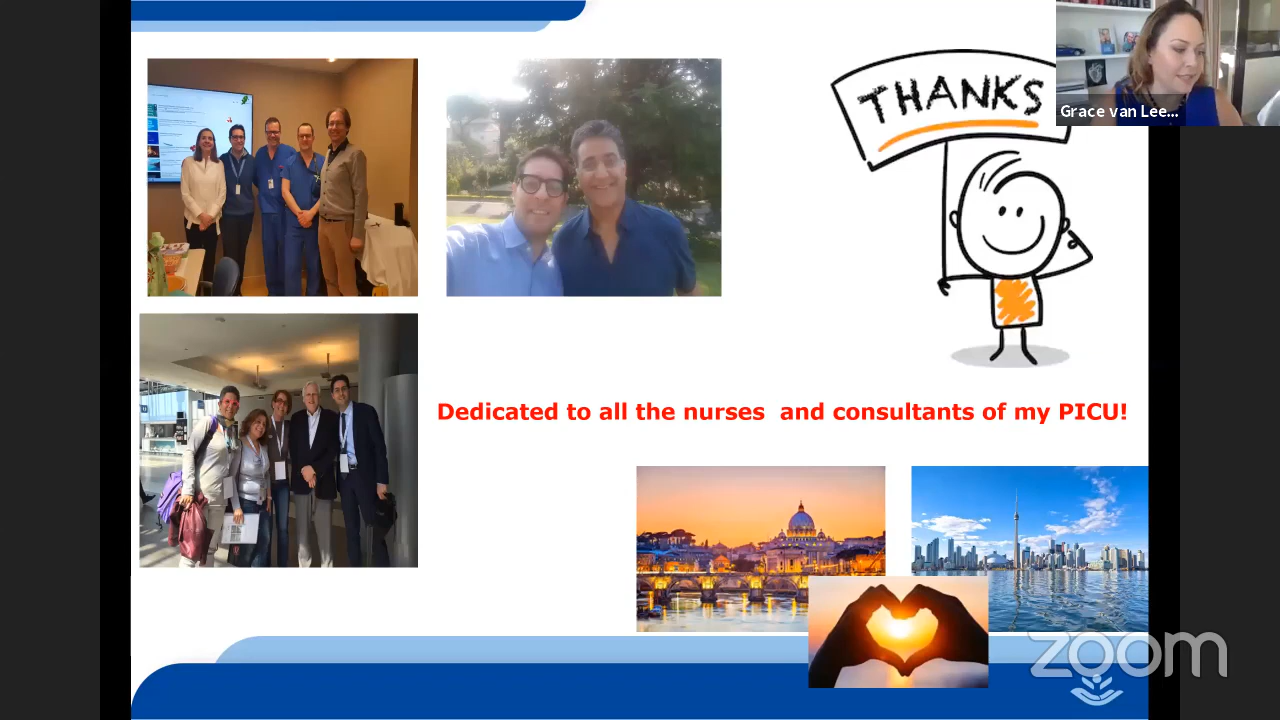 THANKS
Grace van Lee...
Dedicated to all the nurses  and consultants of my PICU!
zoom